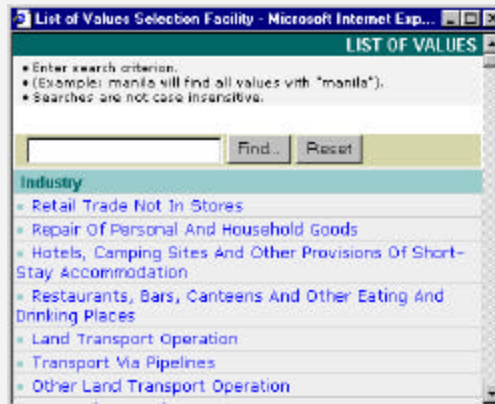 List of Values Selection Facility - Microsoft Internet Exp...
LIST OF VALUES
• Enter search criterion.
• (Example: manila will find all values with "manila").
• Searches are not case insensitive.
Find... Reset
Industry
Retail Trade Not In Stores
Repair Of Personal And Household Goods
Hotels, Camping Sites And Other Provisions Of Short-
Stay Accommodation
Restaurants, Bars, Canteens And Other Eating And
Drinking Places
Land Transport Operation
Transport Via Pipelines
Other Land Transport Operation